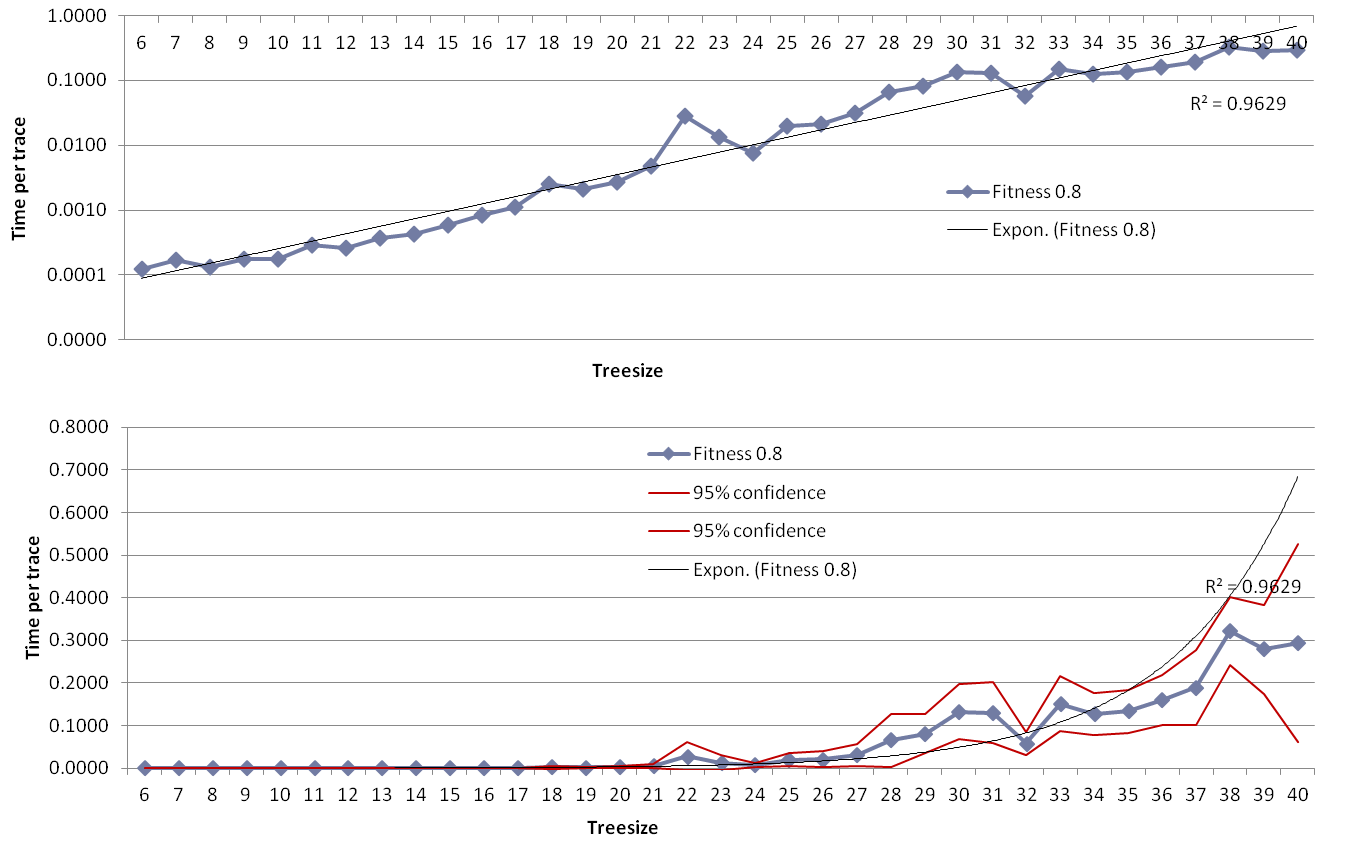 1.0000
6 7 8 9 10 11 12 13 14 15 16 17 18 19 20 21 22 23 24 25 26 27 28 29 30 31 32 33 34 35 36 37 38 39 40
0.1000
R² = 0.9629
0.0100
Fitness 0.8
0.0010
Expon. (Fitness 0.8)
0.0001
0.0000
Time per trace
Treesize
0.8000
Fitness 0.8
0.7000
95% confidence
0.6000
95% confidence
0.5000
Expon. (Fitness 0.8)
R² = 0.9629
0.4000
0.3000
0.2000
0.1000
0.0000
Time per trace
6 7 8 9 10 11 12 13 14 15 16 17 18 19 20 21 22 23 24 25 26 27 28 29 30 31 32 33 34 35 36 37 38 39 40
Treesize